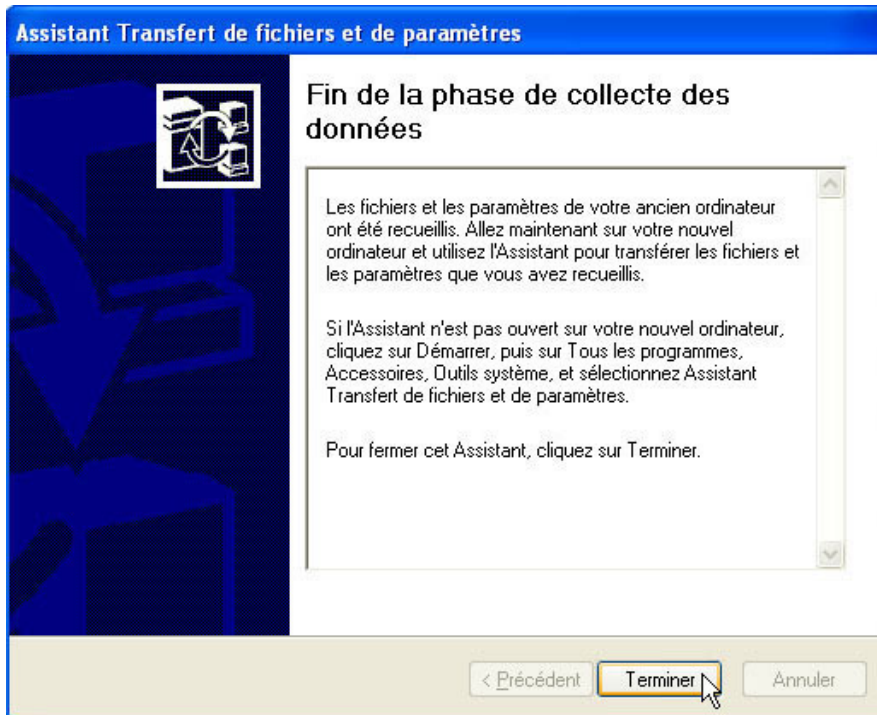 Assistant Transfert de fichiers et de paramètres
Fin de la phase de collecte des
données
Les fichiers et les paramètres de votre ancien ordinateur
ont été recueillis. Allez maintenant sur votre nouvel
ordinateur et utilisez l'Assistant pour transférer les fichiers et
les paramètres que vous avez recueillis.
Si l'Assistant n'est pas ouvert sur votre nouvel ordinateur,
cliquez sur Démarrer, puis sur Tous les programmes,
Accessoires, Outils système, et sélectionnez Assistant
Transfert de fichiers et de paramètres.
Pour fermer cet Assistant, cliquez sur Terminer.
< Précédent Terminer Annuler